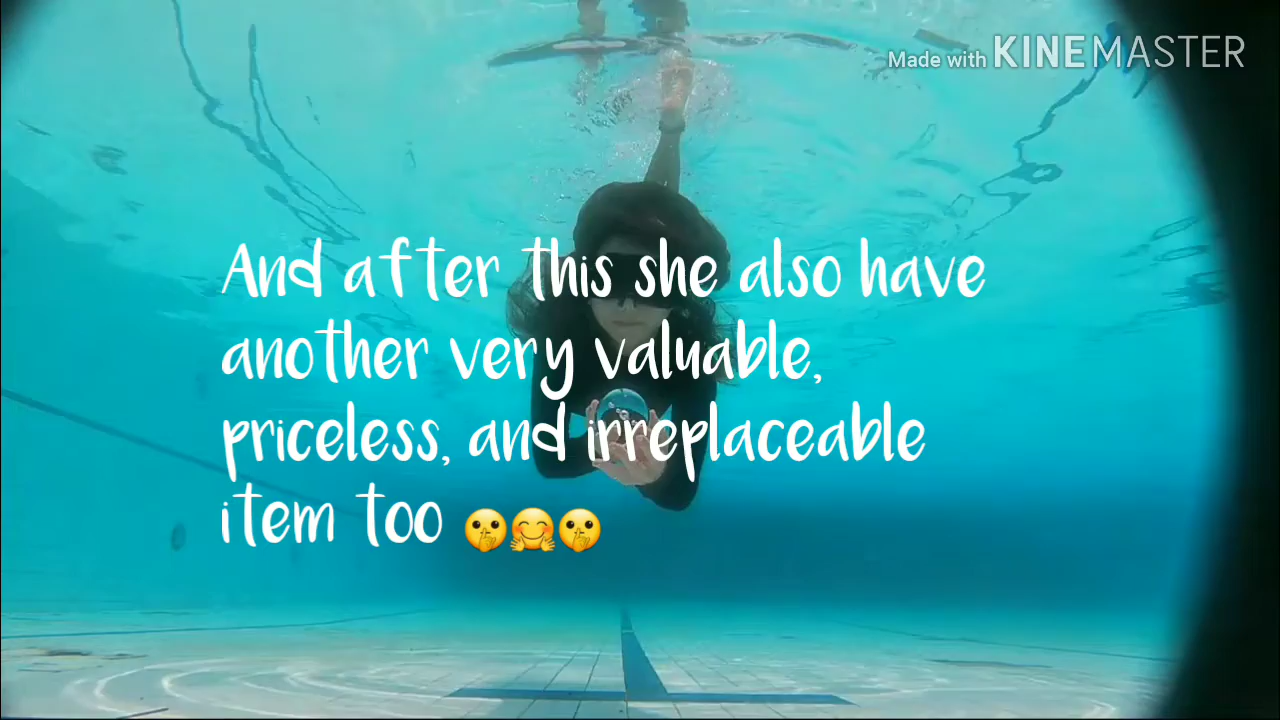 Made with KINEMASTER
And after this she also have
another very valuable,
priceless, and irreplaceable
item too 🤫🤗🤫